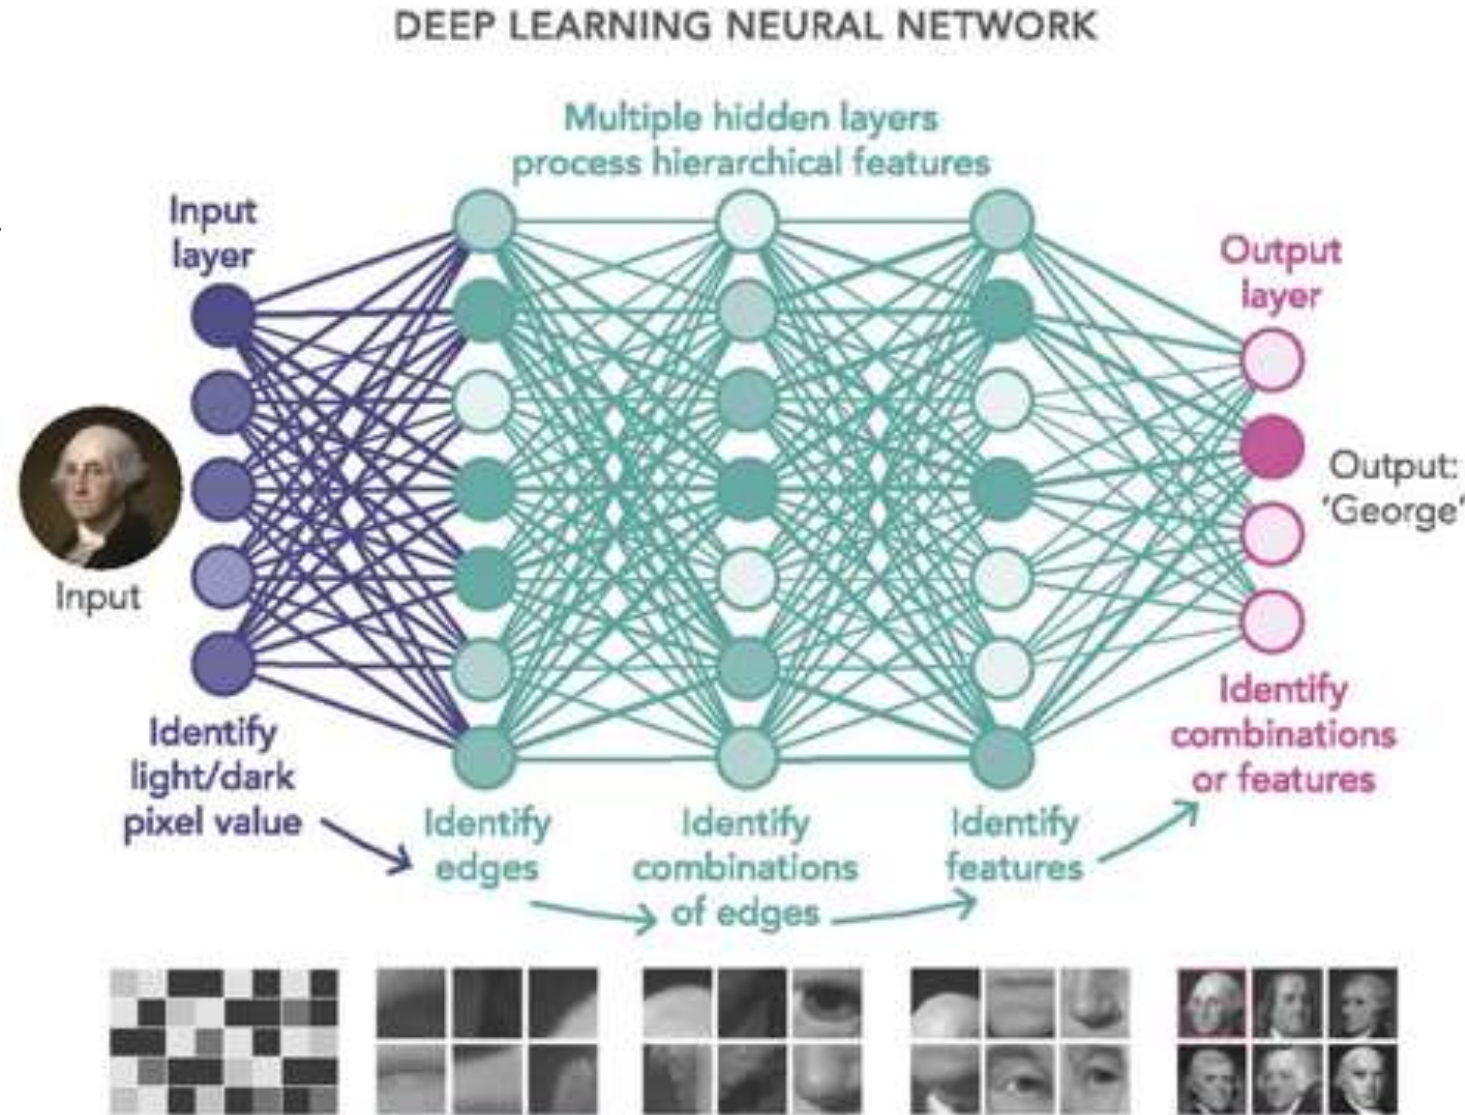 DEEP LEARNING NEURAL NETWORK
Multiple hidden layers
process hierarchical features
Input
layer
Output
layer
Input
Output:
'George'
Identify
light/dark
pixel value
Identify
edges
Identify
combinations
of edges
Identify
features
Identify
combinations
or features